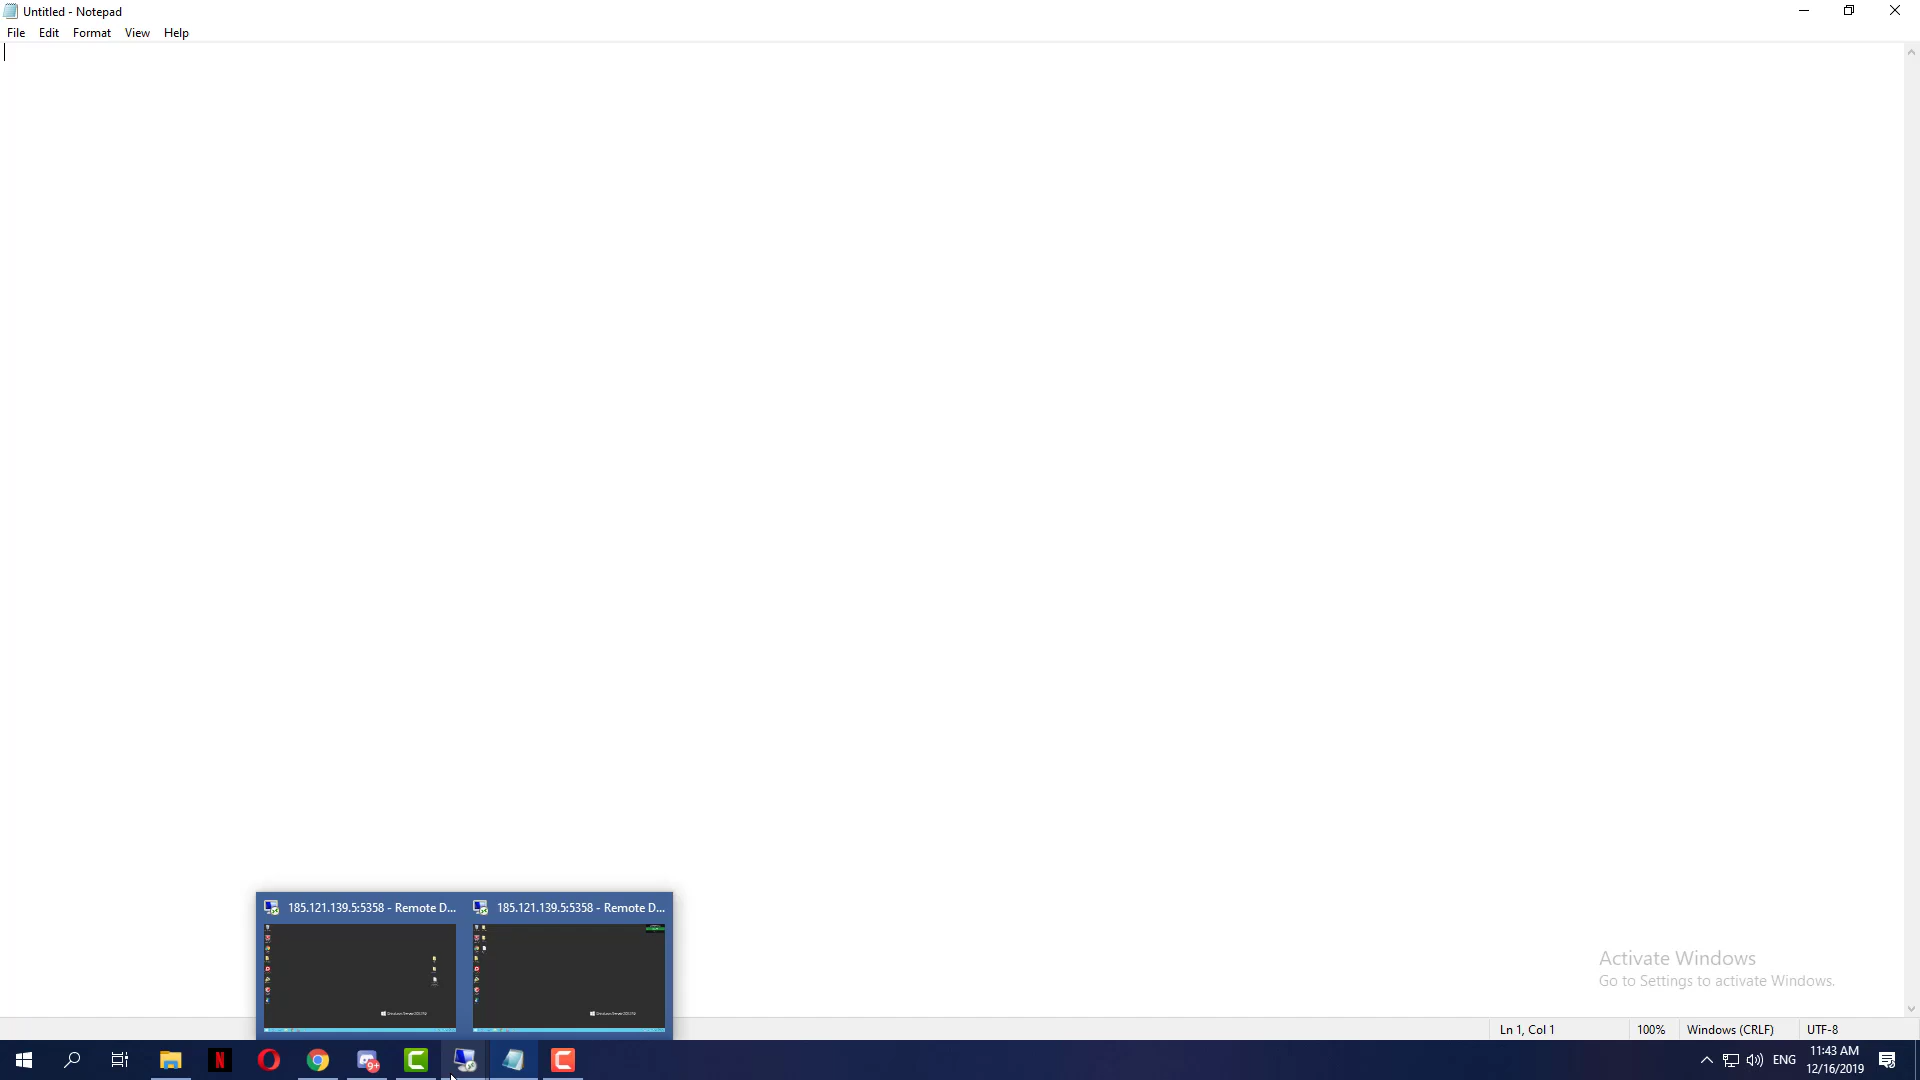 Untitled - Notepad
File Edit Format View Help
185.121.139.5:5358 - Remote D...
185.121.139.5:5358 - Remote D...
Activate Windows
Go to Settings to activate Windows.
Ln 1, Col 1
100%
Windows (CRLF)
UTF-8
9+
ENG
11:43 AM
12/16/2019